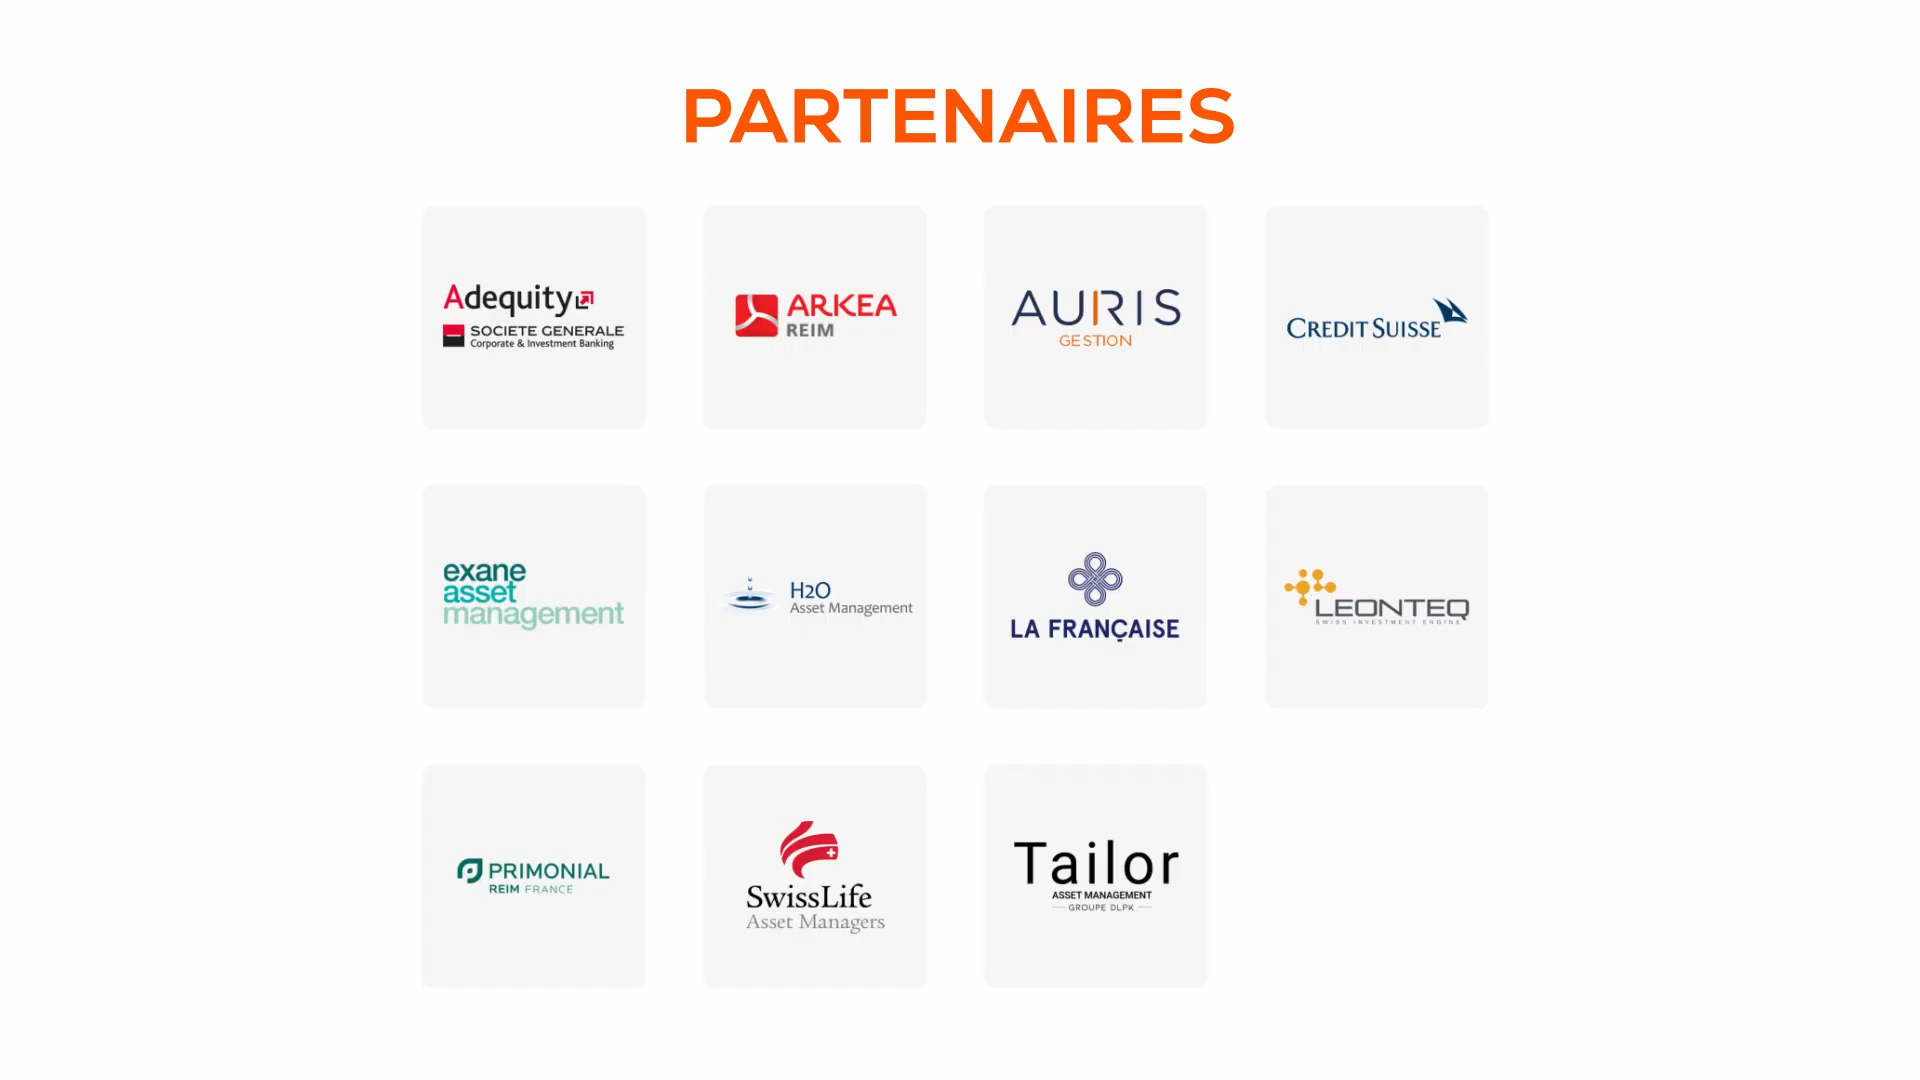 PARTENAIRES
Adequity
SOCIETE GENERALE
Corporate & Investment Banking
ARKEA
REIM
AURIS
GESTION
CREDIT SUISSE
exane
asset
management
H2O
Asset Management
LA FRANÇAISE
LEONTEQ
SWISS INVESTMENT ENGINE
PRIMONIAL
REIM FRANCE
SwissLife
Asset Managers
Tailor
ASSET MANAGEMENT
GROUPE DLPK